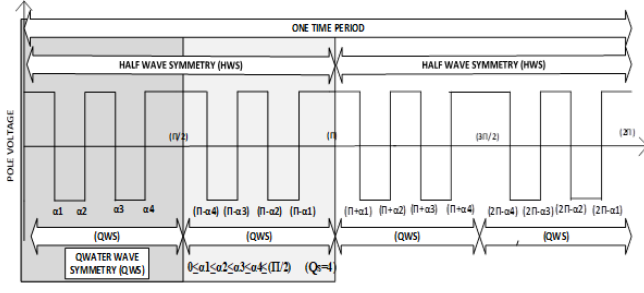 ONE TIME PERIOD
HALF WAVE SYMMETRY (HWS) HALF WAVE SYMMETRY (HWS)
POLE VOLTAGE
(Π/2) (Π) (3Π/2) (2Π)
α1 α2 α3 α4 (Π-α4) (Π-α3) (Π-α2) (Π-α1) (Π+α1) (Π+α2) (Π+α3) (Π+α4) (2Π-α4) (2Π-α3) (2Π-α2) (2Π-α1)
(QWS) (QWS) (QWS) (QWS)
QWATER WAVE
SYMMETRY (QWS)
0≤α1≤α2≤α3≤α4≤(Π/2) (Qs=4)